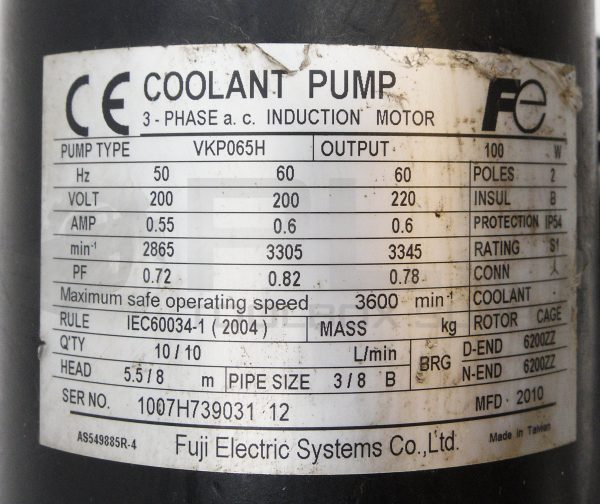 CE COOLANT PUMP Fe
3 - PHASE a. c. INDUCTION MOTOR
PUMP TYPE VKP065H OUTPUT 100 W
Hz 50 60 60 POLES 2
VOLT 200 200 220 INSUL B
AMP 0.55 0.6 0.6 PROTECTION IP54
min⁻¹ 2865 3305 3345 RATING S1
PF 0.72 0.82 0.78 CONN
Maximum safe operating speed 3600 min⁻¹ COOLANT
RULE IEC60034-1 ( 2004 ) MASS kg ROTOR CAGE
Q'TY 10 / 10 L/min BRG D-END 6200ZZ
HEAD 5.5 / 8 m PIPE SIZE 3 / 8 B N-END 6200ZZ
SER NO. 1007H739031 12 MFD · 2010
AS549885R-4 Fuji Electric Systems Co.,Ltd. Made in Taiwan